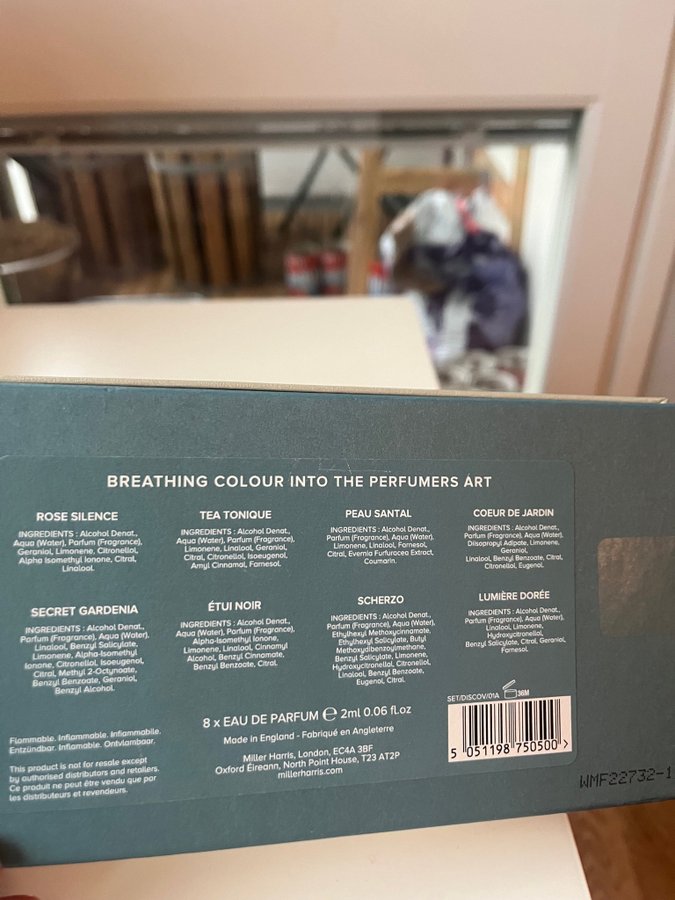 BREATHING COLOUR INTO THE PERFUMERS ART
ROSE SILENCE
INGREDIENTS : Alcohol Denat.,
Aqua (Water), Parfum (Fragrance),
Geraniol, Limonene, Citronellol,
Alpha Isomethyl Ionone, Citral,
Linalool.
TEA TONIQUE
INGREDIENTS : Alcohol Denat.,
Aqua (Water), Parfum (Fragrance),
Limonene, Linalool, Geraniol,
Citral, Citronellol, Isoeugenol,
Amyl Cinnamal, Farnesol.
PEAU SANTAL
INGREDIENTS : Alcohol Denat.,
Parfum (Fragrance), Aqua (Water),
Limonene, Linalool, Farnesol,
Citral, Evernia Furfuracea Extract,
Coumarin.
COEUR DE JARDIN
INGREDIENTS : Alcohol Denat.,
Parfum (Fragrance), Aqua (Water),
Diisopropyl Adipate, Limonene,
Geraniol,
Linalool, Benzyl Benzoate, Citral,
Citronellol, Eugenol.
SECRET GARDENIA
INGREDIENTS : Alcohol Denat.,
Parfum (Fragrance), Aqua (Water),
Linalool, Benzyl Salicylate,
Limonene, Alpha-Isomethyl
Ionone, Citronellol, Isoeugenol,
Citral, Methyl 2-Octynoate,
Benzyl Benzoate, Geraniol,
Benzyl Alcohol.
ÉTUI NOIR
INGREDIENTS : Alcohol Denat.,
Aqua (Water), Parfum (Fragrance),
Alpha-Isomethyl Ionone,
Limonene, Linalool, Cinnamyl
Alcohol, Benzyl Cinnamate,
Benzyl Benzoate, Citral.
SCHERZO
INGREDIENTS : Alcohol Denat.,
Parfum (Fragrance), Aqua (Water),
Ethylhexyl Methoxycinnamate,
Ethylhexyl Salicylate, Butyl
Methoxydibenzoylmethane,
Benzyl Salicylate, Limonene,
Hydroxycitronellal, Citronellol,
Linalool, Benzyl Benzoate,
Eugenol, Citral.
LUMIÈRE DORÉE
INGREDIENTS : Alcohol Denat.,
Parfum (Fragrance), Aqua (Water),
Linalool, Limonene,
Hydroxycitronellal,
Benzyl Salicylate, Citral, Geraniol,
Farnesol.
8 x EAU DE PARFUM ℮ 2ml 0.06 fl.oz
Made in England - Fabriqué en Angleterre
Miller Harris, London, EC4A 3BF
Oxford Éireann, North Point House, T23 AT2P
millerharris.com
Flammable. Inflammable. Infiammabile.
Entzündbar. Inflamable. Ontvlambaar.
This product is not for resale except
by authorised distributors and retailers.
Ce produit ne peut être vendu que par
les distributeurs et revendeurs.
SET/DISCOV/01A 36M
5 051198 750500 >
WMF22732-1